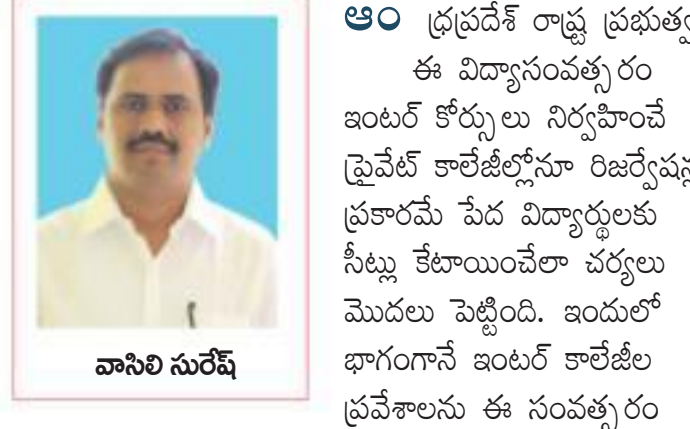 ఆంధ్రప్రదేశ్ రాష్ట్ర ప్రభుత్వ
ఈ విద్యాసంవత్సరం
ఇంటర్ కోర్సులు నిర్వహించే
ప్రైవేట్ కాలేజీల్లోనూ రిజర్వేషన్ల
ప్రకారమే పేద విద్యార్థులకు
సీట్లు కేటాయించేలా చర్యలు
మొదలు పెట్టింది. ఇందులో
భాగంగానే ఇంటర్ కాలేజీల
ప్రవేశాలను ఈ సంవత్సరం
వాసిలి సురేష్